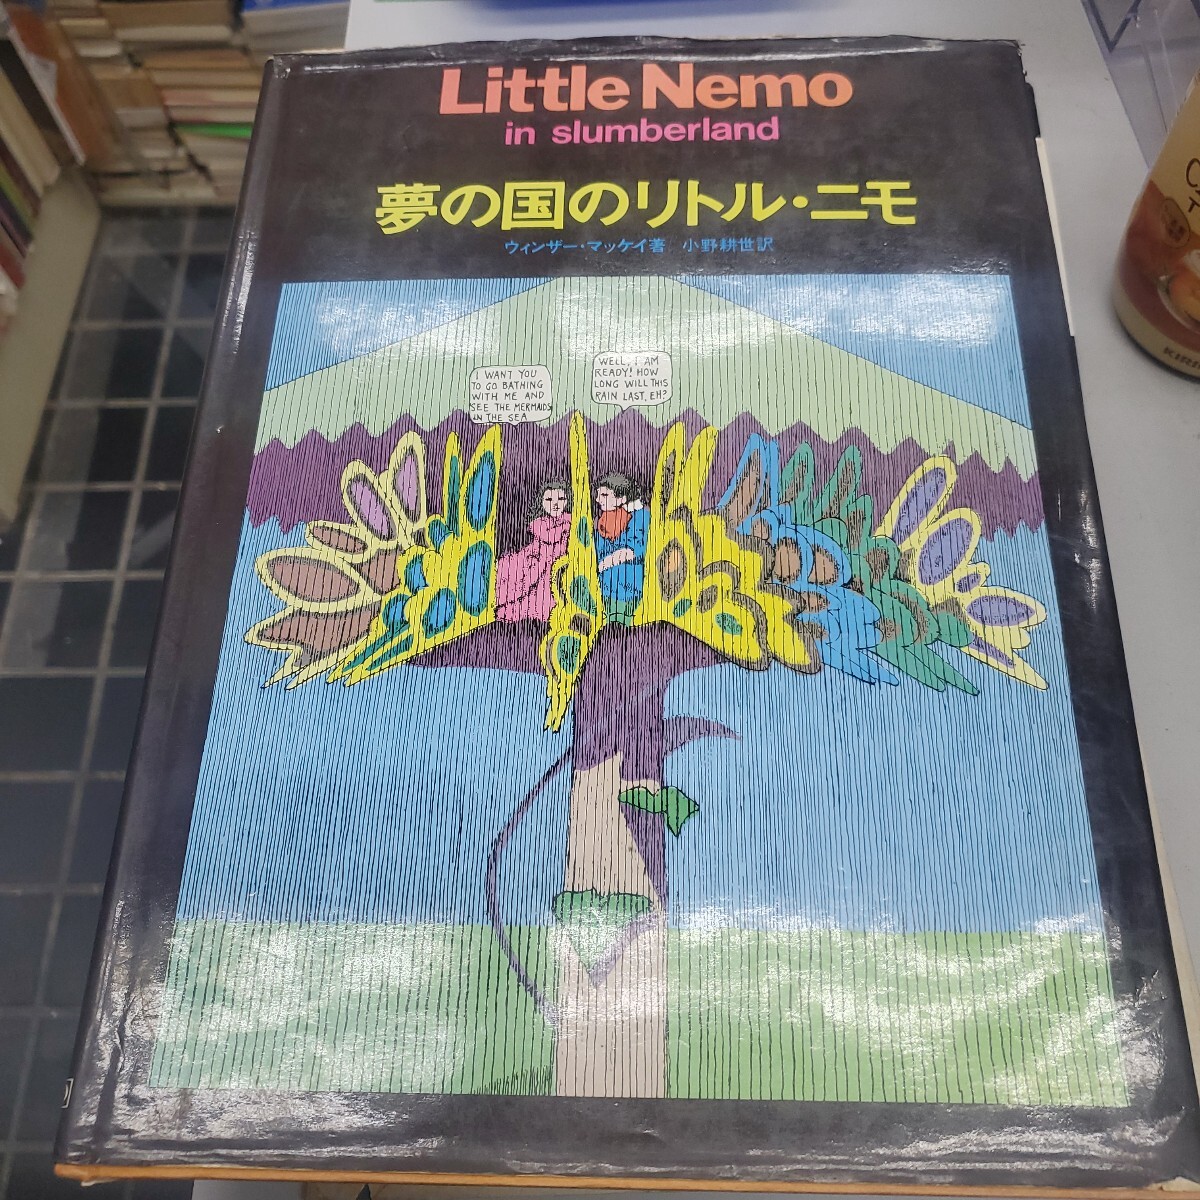 Little Nemo
in slumberland
夢の国のリトル・ニモ
ウィンザー・マッケイ著 小野耕世訳
I WANT YOU
TO GO BATHING
WITH ME AND
SEE THE MERMAIDS
IN THE SEA
WELL, I AM
READY! HOW
LONG WILL THIS
RAIN LAST, EH?